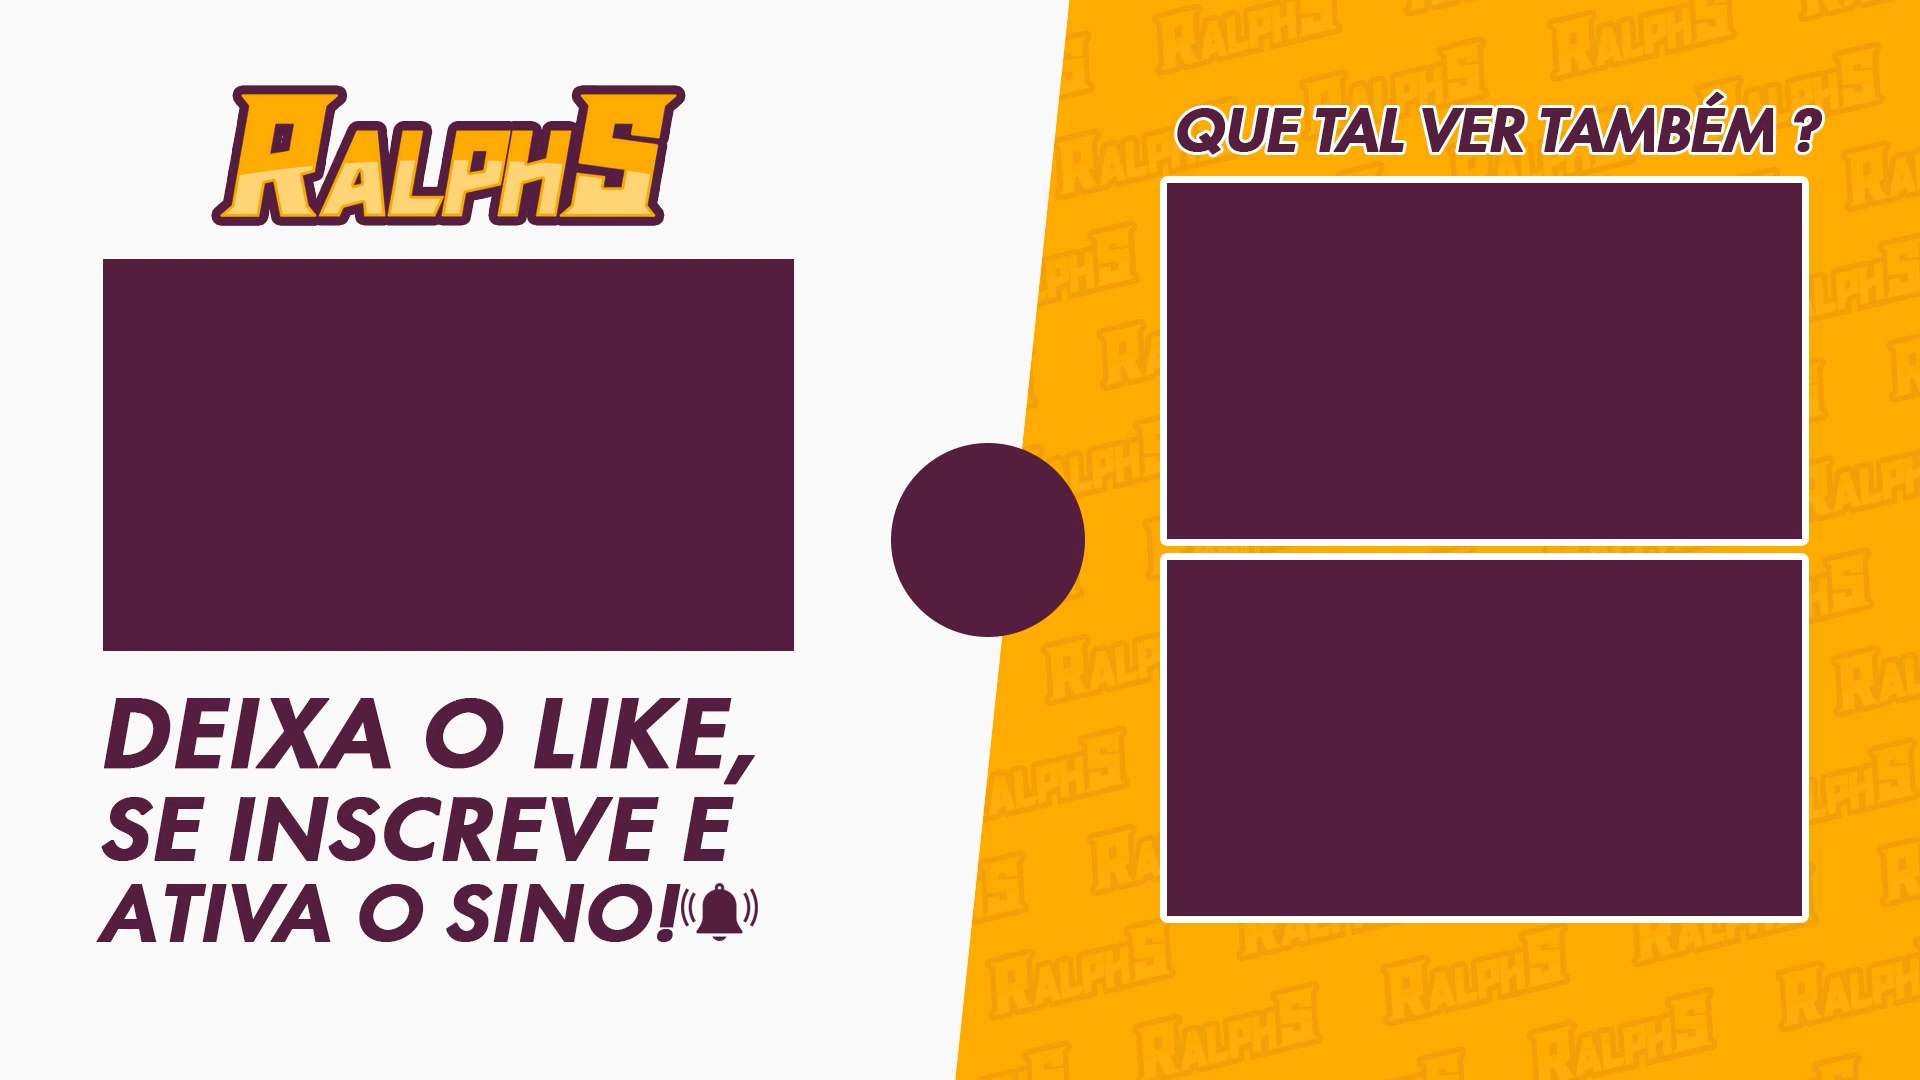 RALPHS
DEIXA O LIKE,
SE INSCREVE E
ATIVA O SINO!
QUE TAL VER TAMBÉM ?